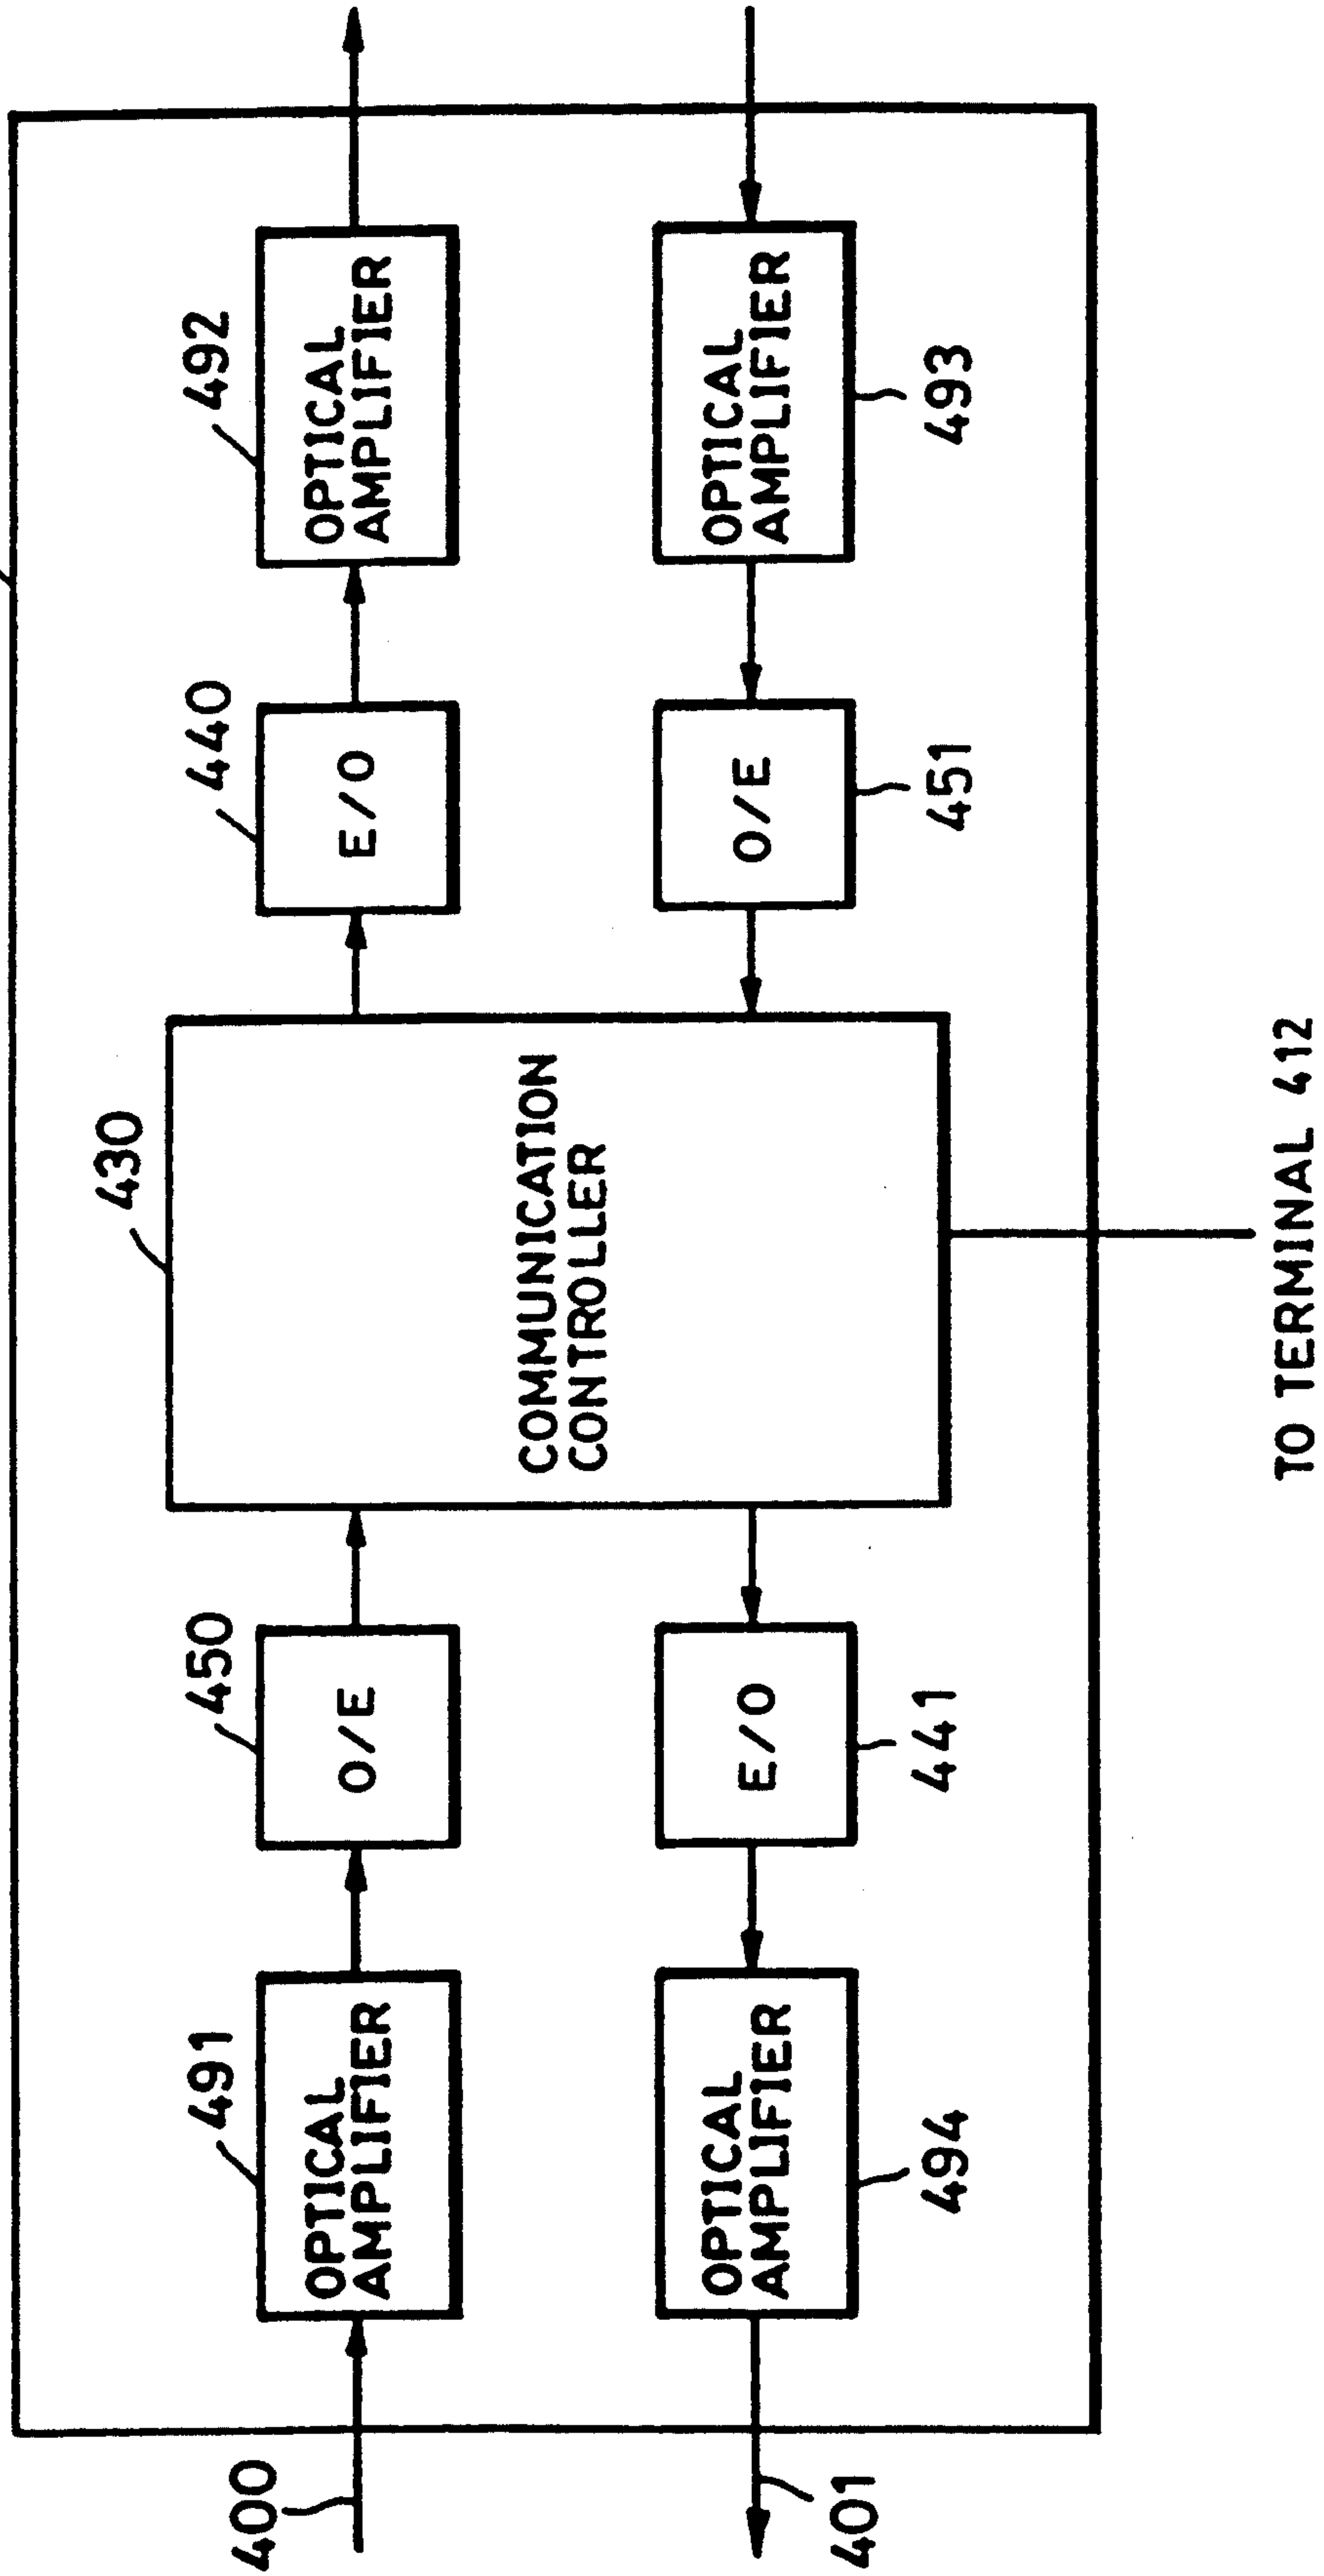 430
491
450
440
492
OPTICAL
AMPLIFIER
O/E
E/O
OPTICAL
AMPLIFIER
400
COMMUNICATION
CONTROLLER
OPTICAL
AMPLIFIER
E/O
O/E
OPTICAL
AMPLIFIER
401
494
441
451
493
TO TERMINAL 412